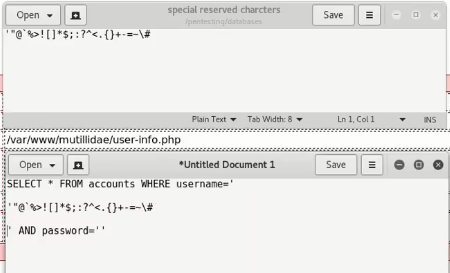 Open
special reserved charcters
/pentesting/databases
Save
'"@`%>![]*$;:?^<.{}+-=~\#
Plain Text
Tab Width: 8
Ln 1, Col 1
INS
/var/www/mutillidae/user-info.php
Open
*Untitled Document 1
Save
SELECT * FROM accounts WHERE username='
'"@`%>![]*$;:?^<.{}+-=~\#
' AND password=''